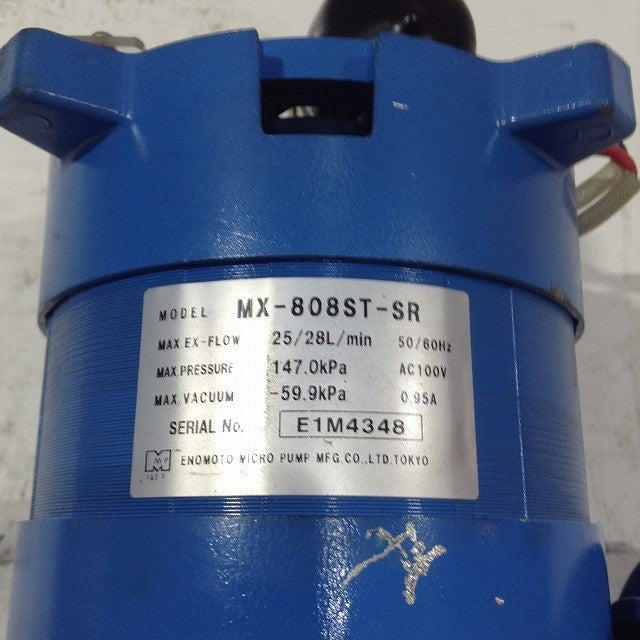 MODEL MX-808ST-SR
MAX.EX-FLOW 25/28L/min 50/60Hz
MAX.PRESSURE 147.0kPa AC100V
MAX.VACUUM -59.9kPa 0.95A
SERIAL No. E1M4348
ENOMOTO MICRO PUMP MFG.CO.,LTD.TOKYO